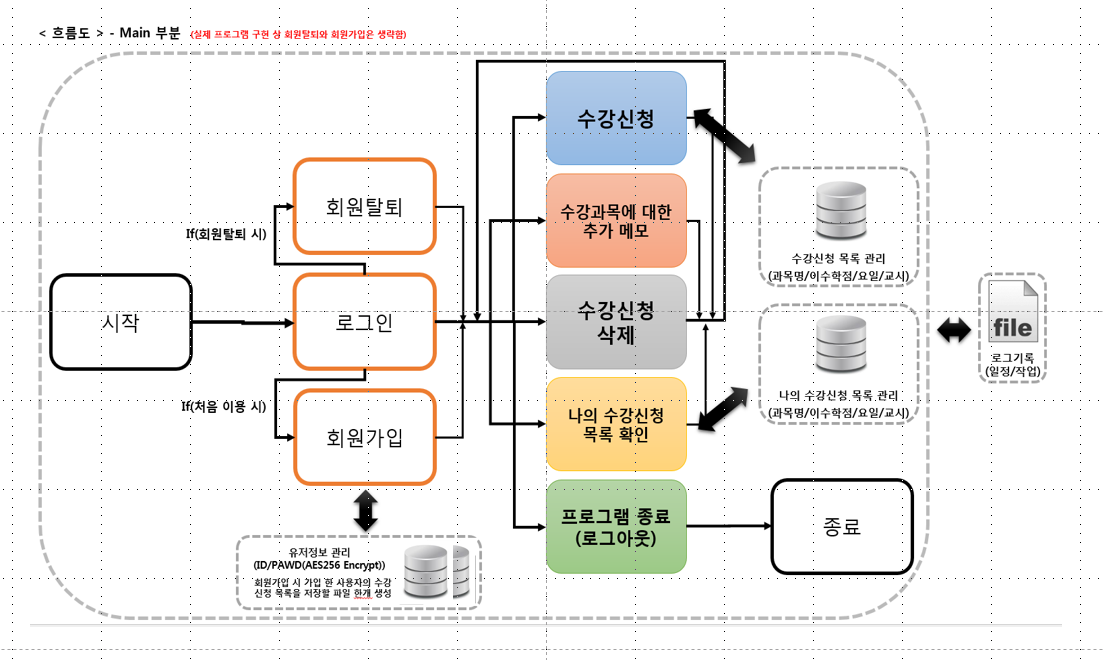 < 흐름도 > - Main 부분 (실제 프로그램 구현 상 회원탈퇴와 회원가입은 생략함)
수강신청
회원탈퇴
수강과목에 대한
추가 메모
If(회원탈퇴 시)
수강신청 목록 관리
(과목명/이수학점/요일/교시)
시작
로그인
수강신청
삭제
file
로그기록
(일정/작업)
If(처음 이용 시)
회원가입
나의 수강신청
목록 확인
나의 수강신청 목록 관리
(과목명/이수학점/요일/교시)
프로그램 종료
(로그아웃)
종료
유저정보 관리
(ID/PAWD(AES256 Encrypt))
회원가입 시 가입 한 사용자의 수강
신청 목록을 저장할 파일 한개 생성